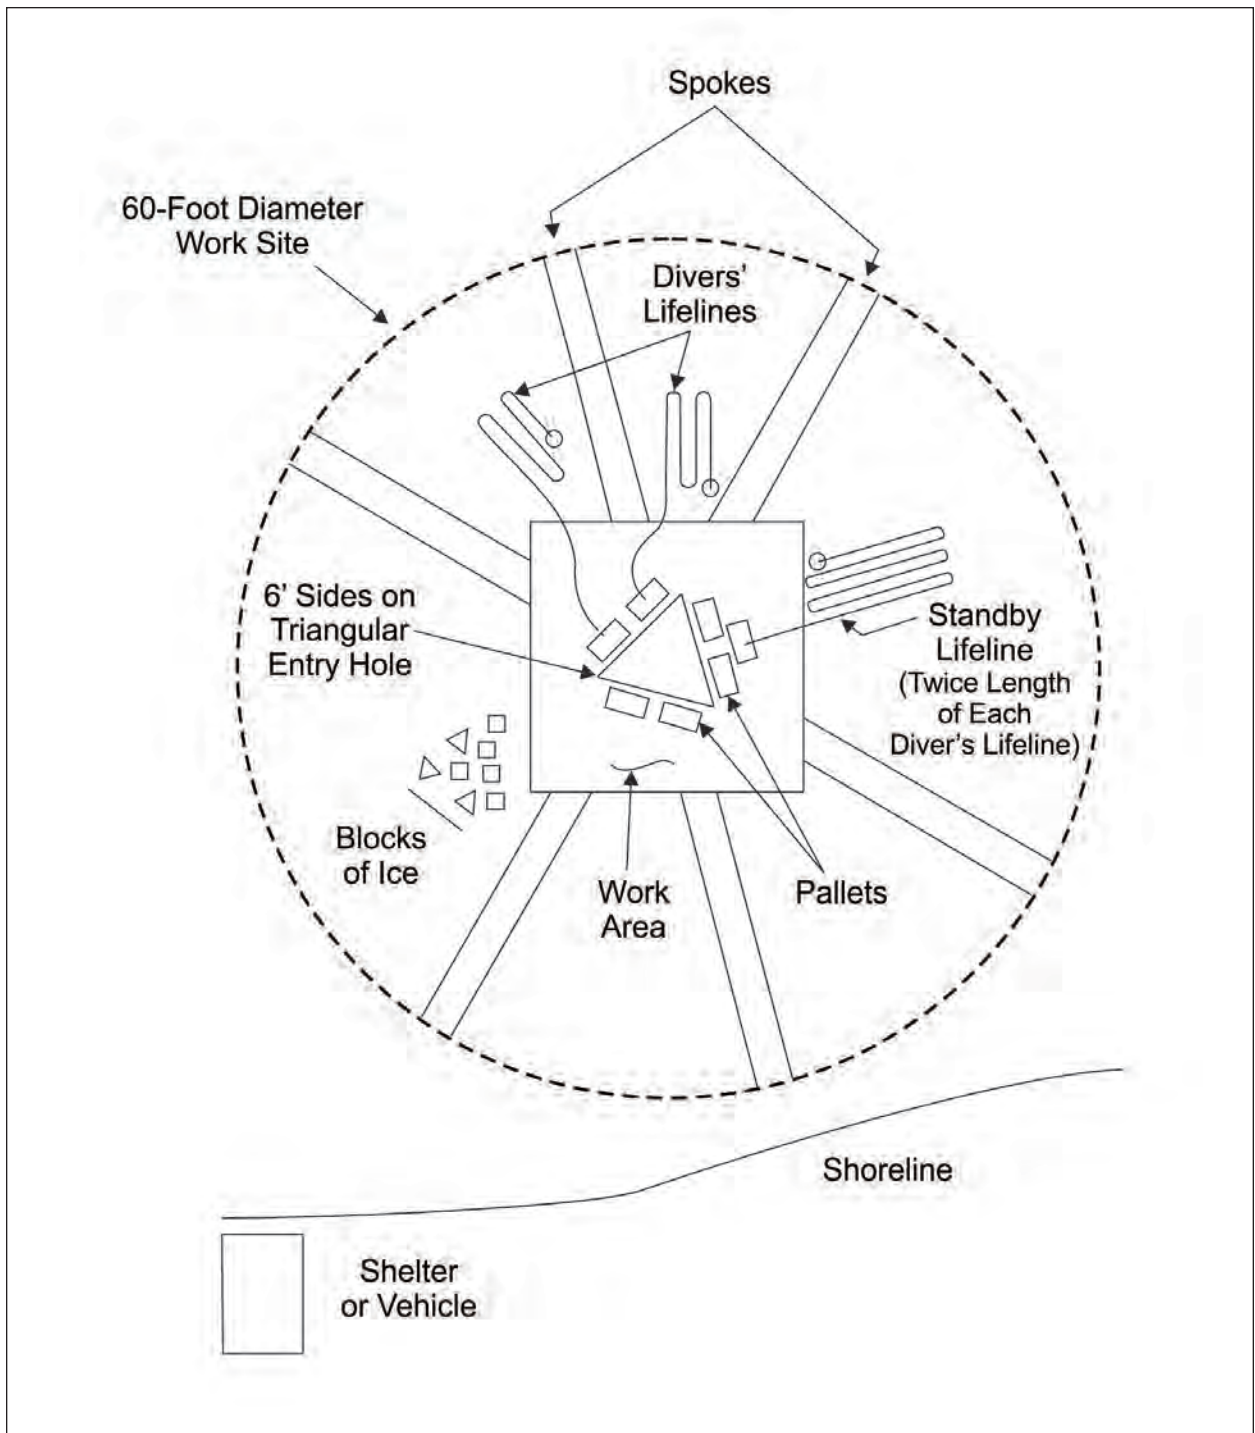 Spokes
60-Foot Diameter
Work Site
Divers'
Lifelines
6' Sides on
Triangular
Entry Hole
Standby
Lifeline
(Twice Length
of Each
Diver's Lifeline)
Blocks
of Ice
Work
Area
Pallets
Shoreline
Shelter
or Vehicle